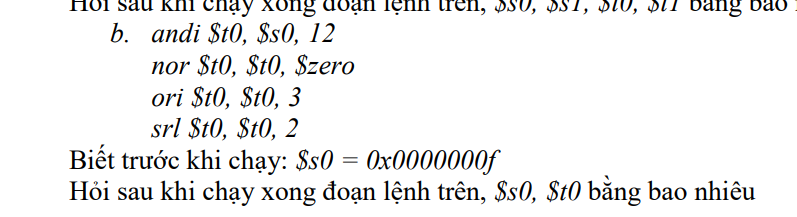 Hỏi sau khi chạy xong đoạn lệnh trên, $s0, $s1, $t0, $t1 bằng bao
b. andi $t0, $s0, 12
nor $t0, $t0, $zero
ori $t0, $t0, 3
srl $t0, $t0, 2
Biết trước khi chạy: $s0 = 0x0000000f
Hỏi sau khi chạy xong đoạn lệnh trên, $s0, $t0 bằng bao nhiêu